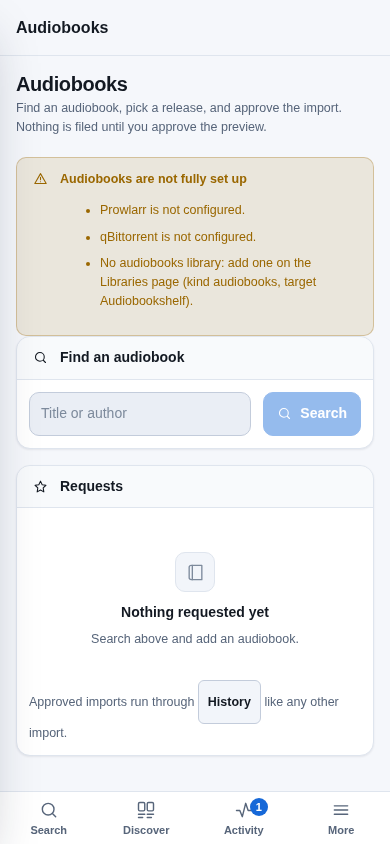 Audiobooks
Audiobooks
Find an audiobook, pick a release, and approve the import.
Nothing is filed until you approve the preview.
Audiobooks are not fully set up
• Prowlarr is not configured.
• qBittorrent is not configured.
• No audiobooks library: add one on the
Libraries page (kind audiobooks, target
Audiobookshelf).
Find an audiobook
Title or author
Search
Requests
Nothing requested yet
Search above and add an audiobook.
Approved imports run through History like any other
import.
1
Search Discover Activity More